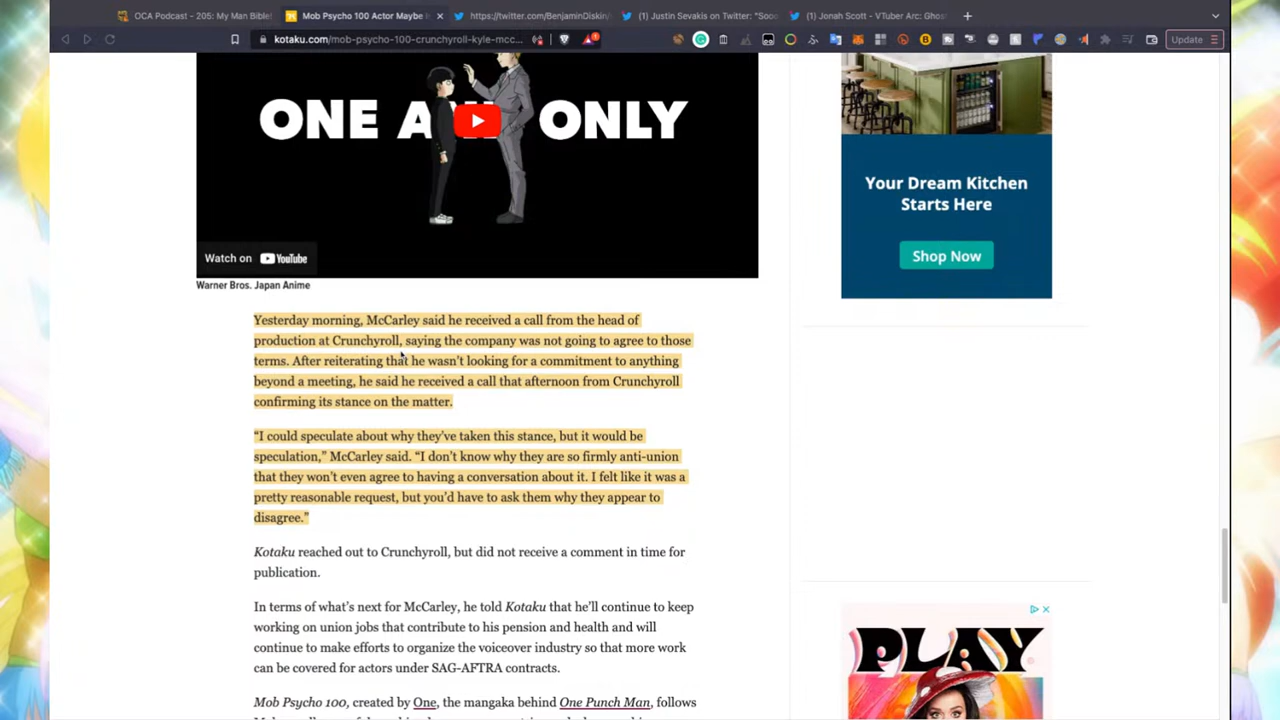 OCA Podcast - 205: My Man Bible!
Mob Psycho 100 Actor Maybe
https://twitter.com/BenjaminDiskin/
(1) Justin Sevakis on Twitter: "Sooo
(1) Jonah Scott - VTuber Arc: Ghos
kotaku.com/mob-psycho-100-crunchyroll-kyle-mcc...
Update
ONE A ONLY
Watch on YouTube
Warner Bros. Japan Anime
Your Dream Kitchen
Starts Here
Shop Now
Yesterday morning, McCarley said he received a call from the head of
production at Crunchyroll, saying the company was not going to agree to those
terms. After reiterating that he wasn't looking for a commitment to anything
beyond a meeting, he said he received a call that afternoon from Crunchyroll
confirming its stance on the matter.
“I could speculate about why they've taken this stance, but it would be
speculation,” McCarley said. “I don't know why they are so firmly anti-union
that they won't even agree to having a conversation about it. I felt like it was a
pretty reasonable request, but you'd have to ask them why they appear to
disagree.”
Kotaku reached out to Crunchyroll, but did not receive a comment in time for
publication.
In terms of what's next for McCarley, he told Kotaku that he'll continue to keep
working on union jobs that contribute to his pension and health and will
continue to make efforts to organize the voiceover industry so that more work
can be covered for actors under SAG-AFTRA contracts.
Mob Psycho 100, created by One, the mangaka behind One Punch Man, follows
PLAY